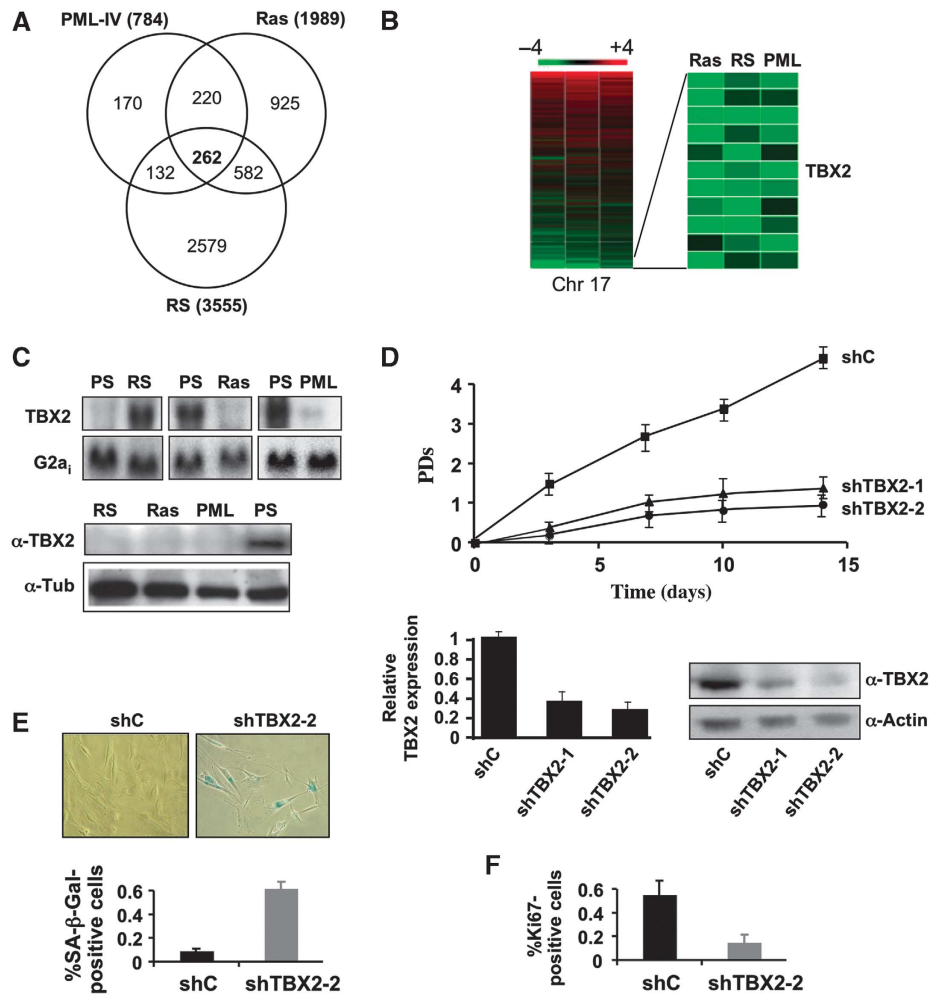 A
PML-IV (784)
Ras (1989)
170
220
925
262
132
582
2579
RS (3555)
B
–4
+4
Chr 17
Ras RS PML
TBX2
C
PS RS
PS Ras
PS PML
TBX2
G2ai
RS Ras PML PS
α-TBX2
α-Tub
D
PDs
4
3
2
1
0
0 5 10 15
Time (days)
shC
shTBX2-1
shTBX2-2
Relative
TBX2 expression
1
0.8
0.6
0.4
0.2
0
shC
shTBX2-1
shTBX2-2
α-TBX2
α-Actin
shC
shTBX2-1
shTBX2-2
E
shC
shTBX2-2
%SA-β-Gal-
positive cells
0.6
0.4
0.2
0
shC
shTBX2-2
F
%Ki67-
positive cells
0.6
0.4
0.2
0
shC
shTBX2-2